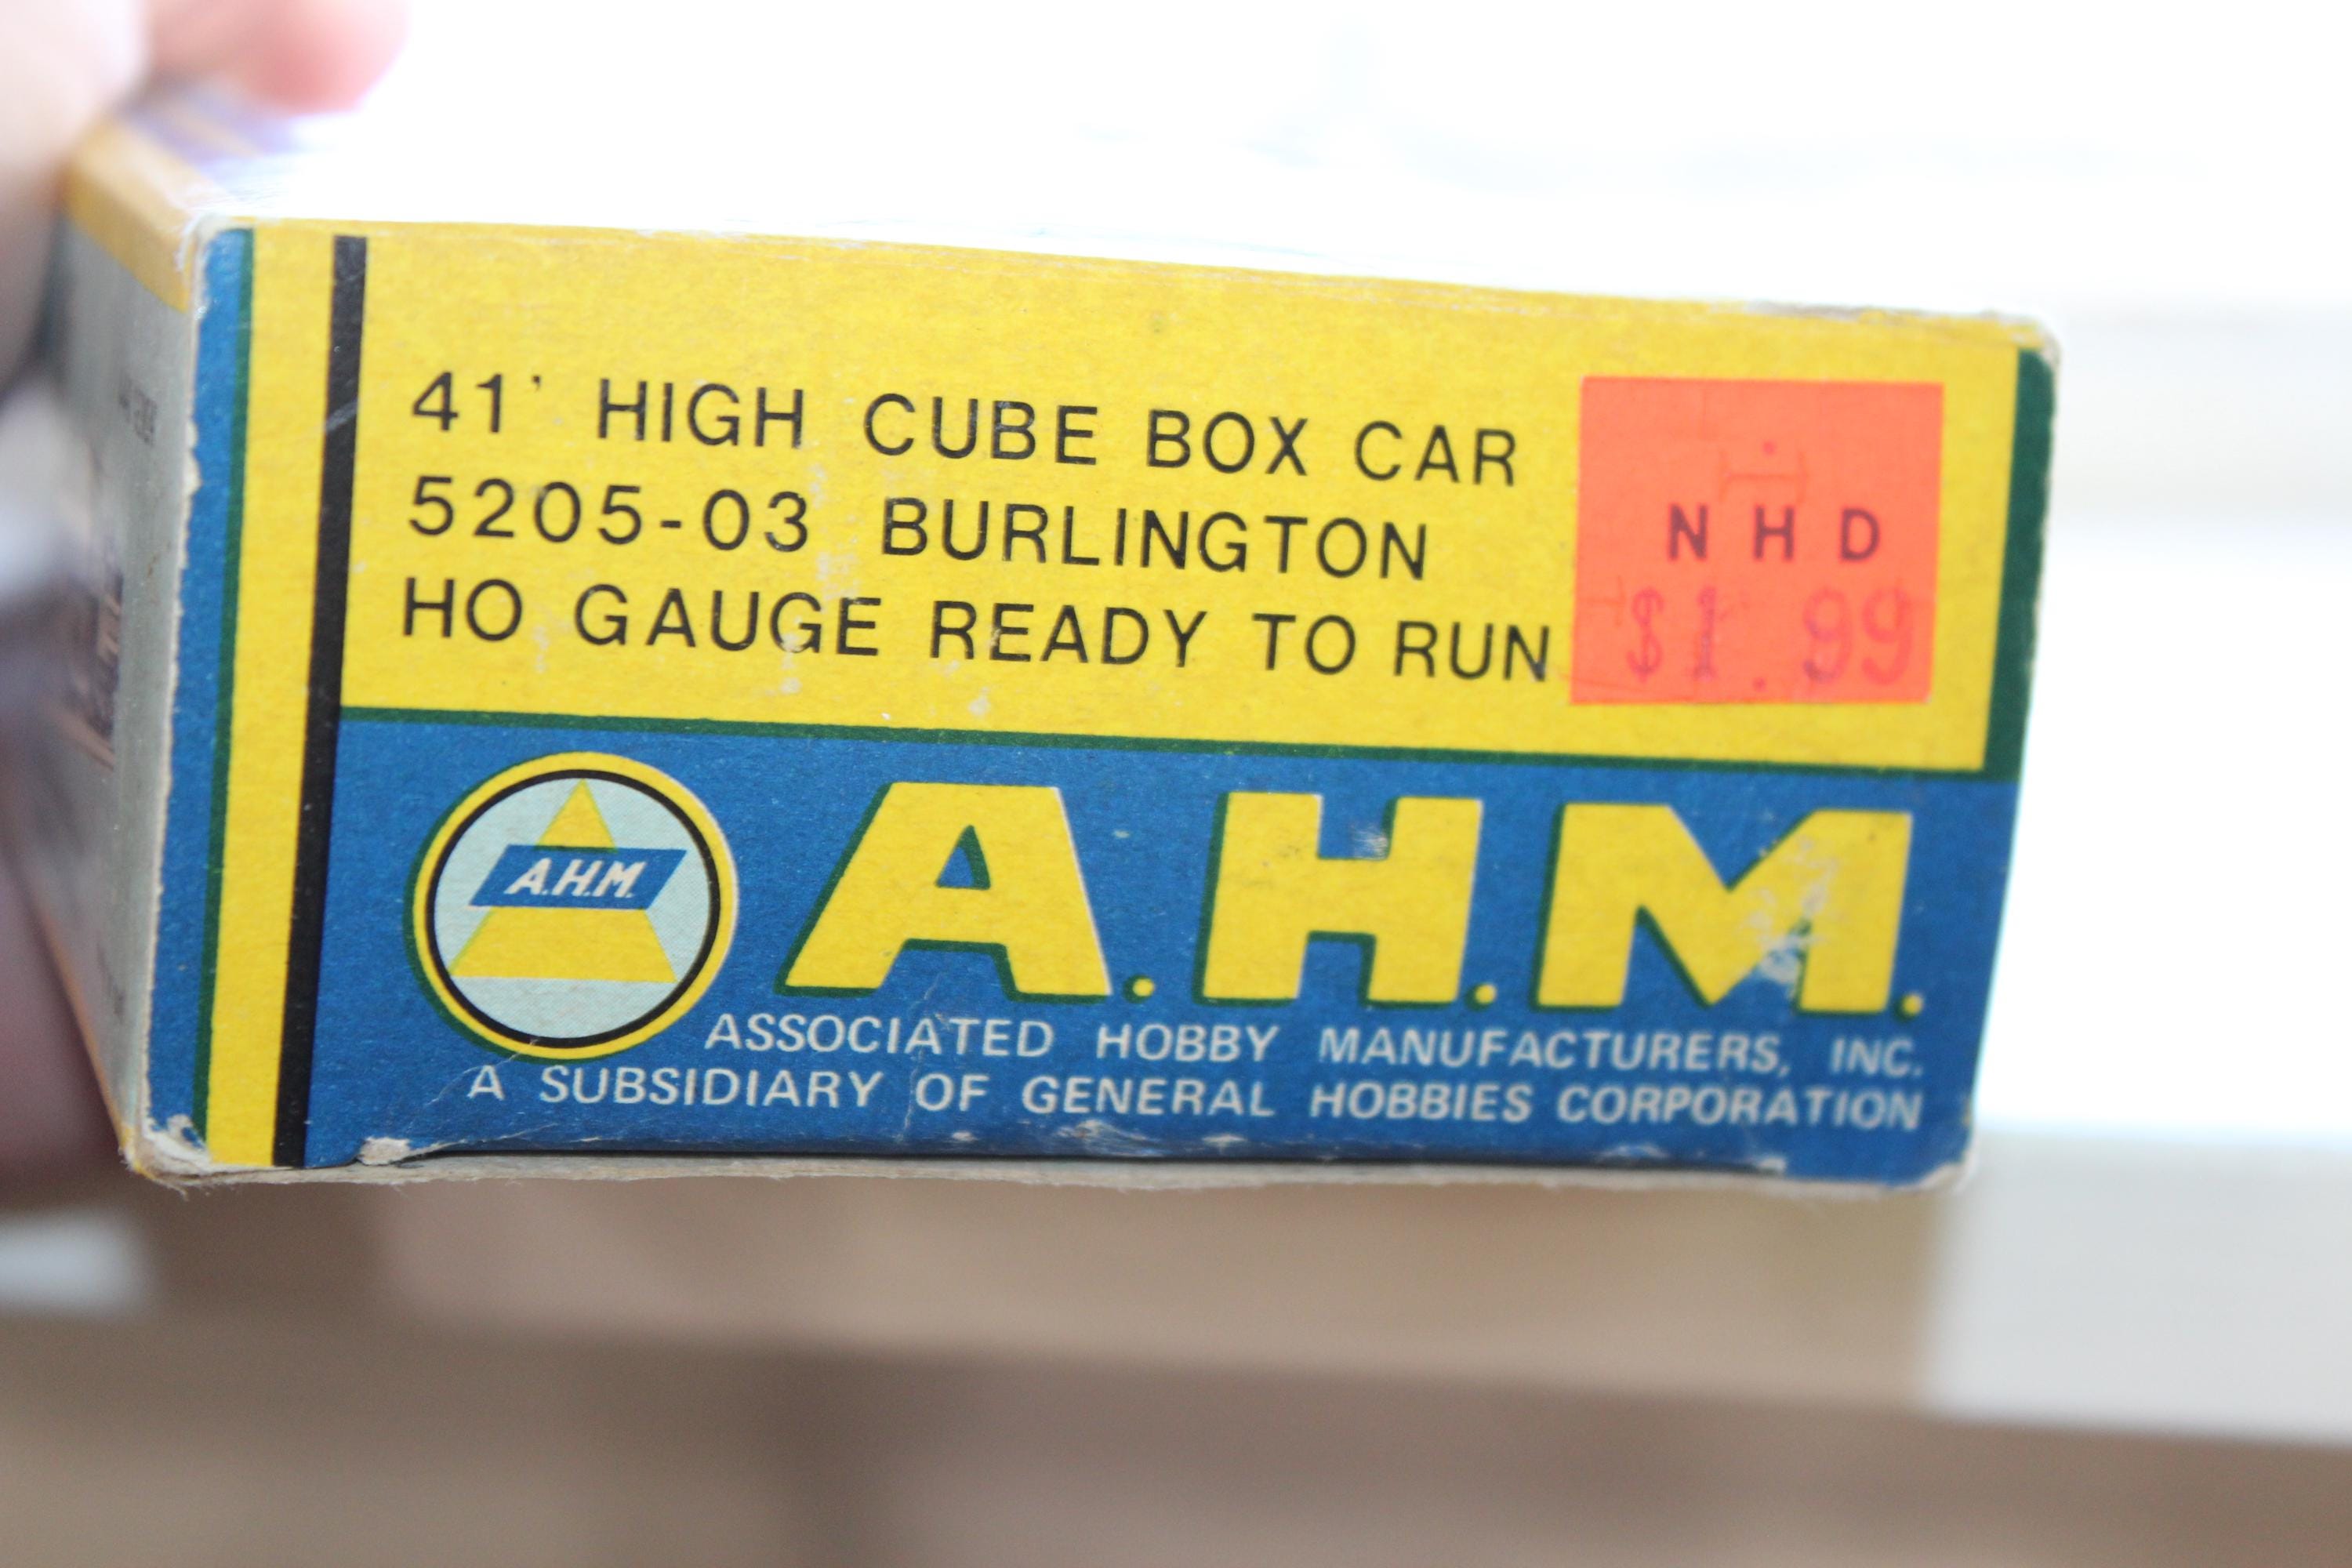 41' HIGH CUBE BOX CAR
5205-03 BURLINGTON
HO GAUGE READY TO RUN
N H D
$1.99
A.H.M.
A.H.M.
ASSOCIATED HOBBY MANUFACTURERS, INC.
A SUBSIDIARY OF GENERAL HOBBIES CORPORATION